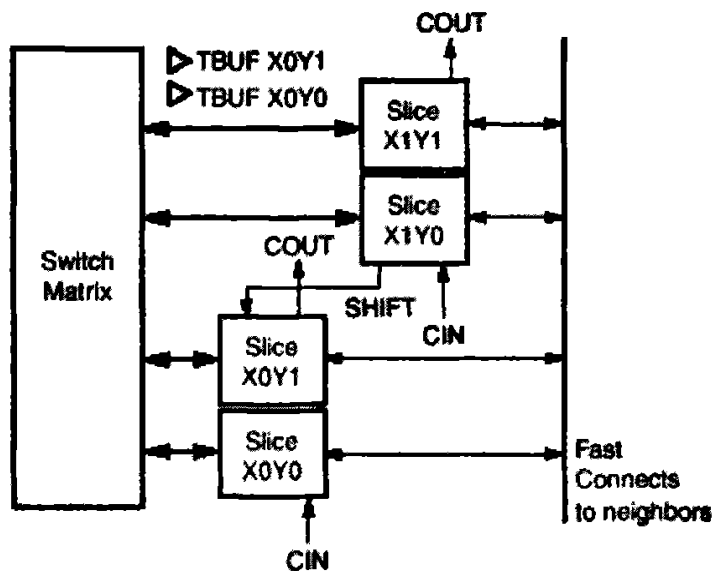 COUT
TBUF X0Y1
TBUF X0Y0
Slice
X1Y1
Slice
X1Y0
COUT
Switch
Matrix
SHIFT
CIN
Slice
X0Y1
Slice
X0Y0
Fast
Connects
to neighbors
CIN